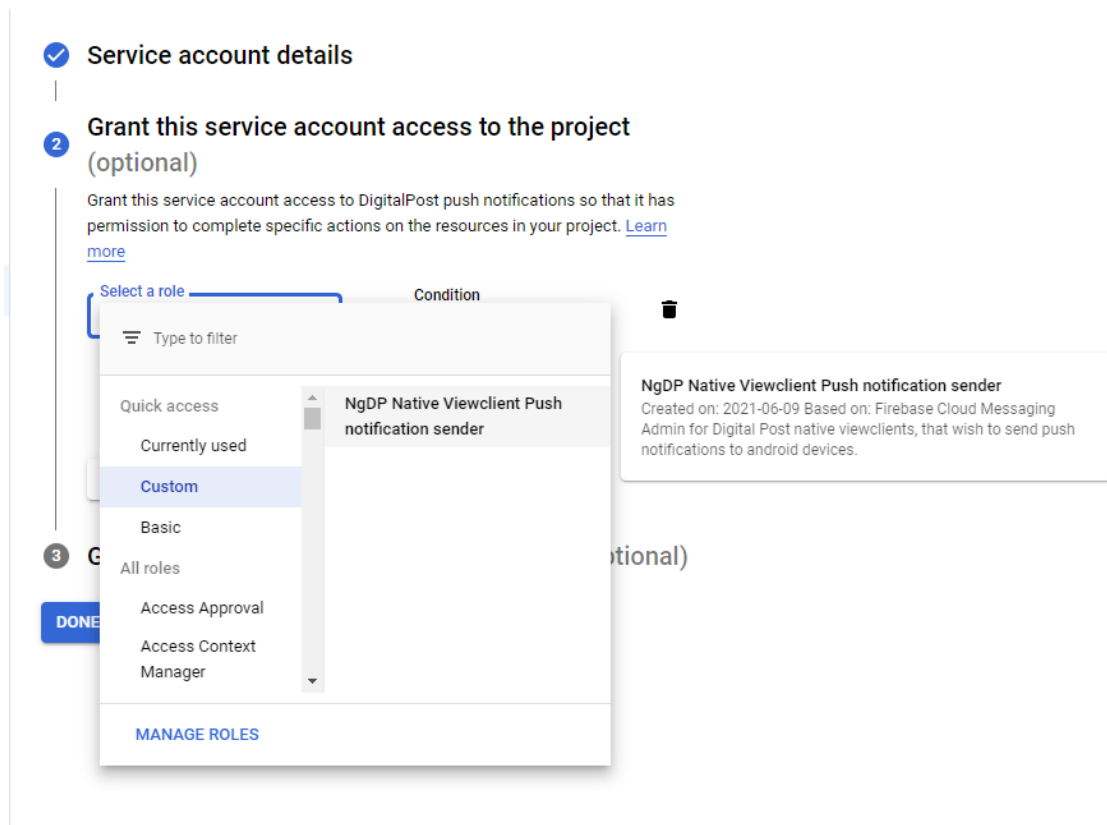 Service account details
2
Grant this service account access to the project
(optional)
Grant this service account access to DigitalPost push notifications so that it has
permission to complete specific actions on the resources in your project. Learn
more
Select a role
Condition
Type to filter
Quick access
Currently used
Custom
Basic
All roles
Access Approval
Access Context
Manager
NgDP Native Viewclient Push
notification sender
NgDP Native Viewclient Push notification sender
Created on: 2021-06-09 Based on: Firebase Cloud Messaging
Admin for Digital Post native viewclients, that wish to send push
notifications to android devices.
3
G
tional)
DONE
MANAGE ROLES